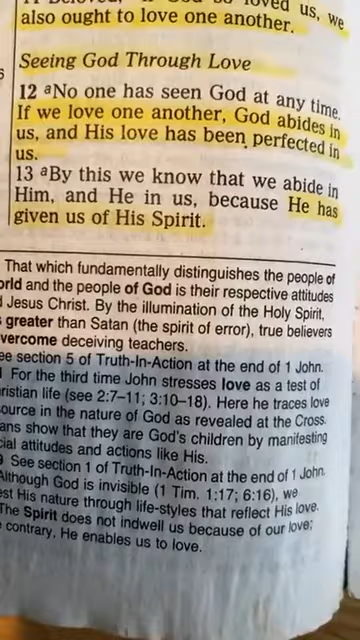 11 Beloved, if God so loved us, we
also ought to love one another.
Seeing God Through Love
12 aNo one has seen God at any time.
If we love one another, God abides in
us, and His love has been perfected in
us.
13 aBy this we know that we abide in
Him, and He in us, because He has
given us of His Spirit.
That which fundamentally distinguishes the people of
and the people of God is their respective attitudes
Jesus Christ. By the illumination of the Holy Spirit,
greater than Satan (the spirit of error), true believers
deceiving teachers.
section 5 of Truth-In-Action at the end of 1 John.
For the third time John stresses love as a test of
life (see 2:7–11; 3:10–18). Here he traces love
in the nature of God as revealed at the Cross.
show that they are God's children by manifesting
attitudes and actions like His.
See section 1 of Truth-In-Action at the end of 1 John.
Although God is invisible (1 Tim. 1:17; 6:16), we
His nature through life-styles that reflect His love.
The Spirit does not indwell us because of our love;
contrary, He enables us to love.